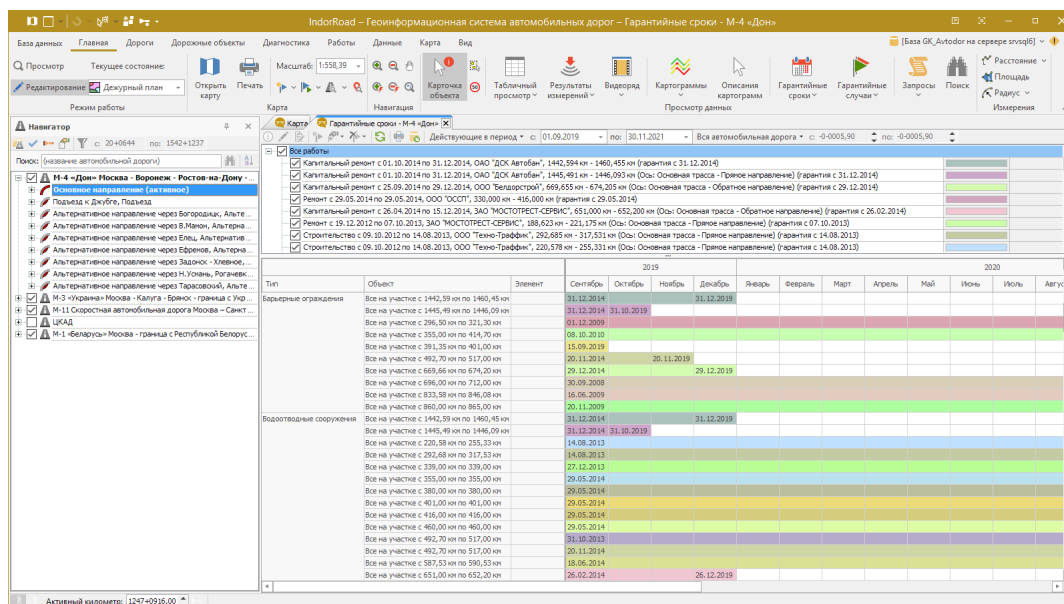 IndorRoad – Геоинформационная система автомобильных дорог – Гарантийные сроки - М-4 «Дон»
База данных Главная Дороги Дорожные объекты Диагностика Работы Данные Карта Вид [База GK_Avtodor на сервере srvsql6]
Просмотр Текущее состояние:
Редактирование Дежурный план
Режим работы
Открыть карту
Печать
Масштаб: 1:558,39
Карта
Навигация
Карточка объекта
Табличный просмотр
Результаты измерений
Видеоряд
Картограммы
Описания картограмм
Просмотр данных
Гарантийные сроки
Гарантийные случаи
Запросы
Поиск
Расстояние
Площадь
Радиус
Измерения
Навигатор
с: 20+0644 по: 1542+1237
Поиск: (название автомобильной дороги)
М-4 «Дон» Москва - Воронеж - Ростов-на-Дону - ...
Основное направление (активное)
Подъезд к Джубге, Подъезд
Альтернативное направление через Богородицк, Альте...
Альтернативное направление через В.Мамон, Альтерна...
Альтернативное направление через Елец, Альтернатив...
Альтернативное направление через Ефремов, Альтерна...
Альтернативное направление через Задонск - Хлевное, ...
Альтернативное направление через Н.Усмань, Рогачевк...
Альтернативное направление через Тарасовский, Альте...
М-3 «Украина» Москва - Калуга - Брянск - граница с Укр...
М-11 Скоростная автомобильная дорога Москва – Санкт...
ЦКАД
М-1 «Беларусь» Москва - граница с Республикой Белорус...
Карта Гарантийные сроки - М-4 «Дон»
Действующие в период с: 01.09.2019 по: 30.11.2021 Вся автомобильная дорога с: -0-0005,90 по: -0-0005,90
Все работы
Капитальный ремонт с 01.10.2014 по 31.12.2014, ОАО "ДСК Автобан", 1442,594 км - 1460,455 км (гарантия с 31.12.2014)
Капитальный ремонт с 01.10.2014 по 31.12.2014, ОАО "ДСК Автобан", 1445,491 км - 1446,093 км (Ось: Основная трасса - Прямое направление) (гарантия с 31.12.2014)
Капитальный ремонт с 25.09.2014 по 29.12.2014, ООО "Белдорстрой", 669,655 км - 674,205 км (Ось: Основная трасса - Обратное направление) (гарантия с 29.12.2014)
Ремонт с 29.05.2014 по 29.05.2014, ООО "ОССП", 330,000 км - 416,000 км (гарантия с 29.05.2014)
Капитальный ремонт с 26.04.2014 по 15.12.2014, ЗАО "МОСТОТРЕСТ-СЕРВИС", 651,000 км - 652,200 км (Ось: Основная трасса - Обратное направление) (гарантия с 26.02.2014)
Ремонт с 19.12.2012 по 07.10.2013, ЗАО "МОСТОТРЕСТ-СЕРВИС", 188,623 км - 221,175 км (Ось: Основная трасса - Прямое направление) (гарантия с 07.10.2013)
Строительство с 09.10.2012 по 14.08.2013, ООО "Техно-Траффик", 292,685 км - 317,531 км (Ось: Основная трасса - Прямое направление) (гарантия с 14.08.2013)
Строительство с 09.10.2012 по 14.08.2013, ООО "Техно-Траффик", 220,578 км - 255,331 км (Ось: Основная трасса - Прямое направление) (гарантия с 14.08.2013)
2019 2020
Тип Объект Элемент Сентябрь Октябрь Ноябрь Декабрь Январь Февраль Март Апрель Май Июнь Июль Авгус
Барьерные ограждения Все на участке с 1442,59 км по 1460,45 км 31.12.2014 31.12.2019
Все на участке с 1445,49 км по 1446,09 км 31.12.2014 31.10.2019
Все на участке с 296,50 км по 321,30 км 01.12.2009
Все на участке с 355,00 км по 414,70 км 08.10.2010
Все на участке с 391,35 км по 401,00 км 15.09.2019
Все на участке с 492,70 км по 517,00 км 20.11.2014 20.11.2019
Все на участке с 669,66 км по 674,20 км 29.12.2014 29.12.2019
Все на участке с 696,00 км по 712,00 км 30.09.2008
Все на участке с 833,58 км по 846,08 км 16.06.2009
Все на участке с 860,00 км по 865,00 км 20.11.2009
Водоотводные сооружения Все на участке с 1442,59 км по 1460,45 км 31.12.2014 31.12.2019
Все на участке с 1445,49 км по 1446,09 км 31.12.2014 31.10.2019
Все на участке с 220,58 км по 255,33 км 14.08.2013
Все на участке с 292,68 км по 317,53 км 14.08.2013
Все на участке с 339,00 км по 339,00 км 27.12.2013
Все на участке с 355,00 км по 355,00 км 29.05.2014
Все на участке с 380,00 км по 380,00 км 29.05.2014
Все на участке с 401,00 км по 401,00 км 29.05.2014
Все на участке с 416,00 км по 416,00 км 29.05.2014
Все на участке с 460,00 км по 460,00 км 29.05.2014
Все на участке с 492,70 км по 517,00 км 31.10.2013
Все на участке с 492,70 км по 517,00 км 20.11.2014
Все на участке с 587,53 км по 590,53 км 18.06.2014
Все на участке с 651,00 км по 652,20 км 26.02.2014 26.12.2019
Активный километр: 1247+0916,00